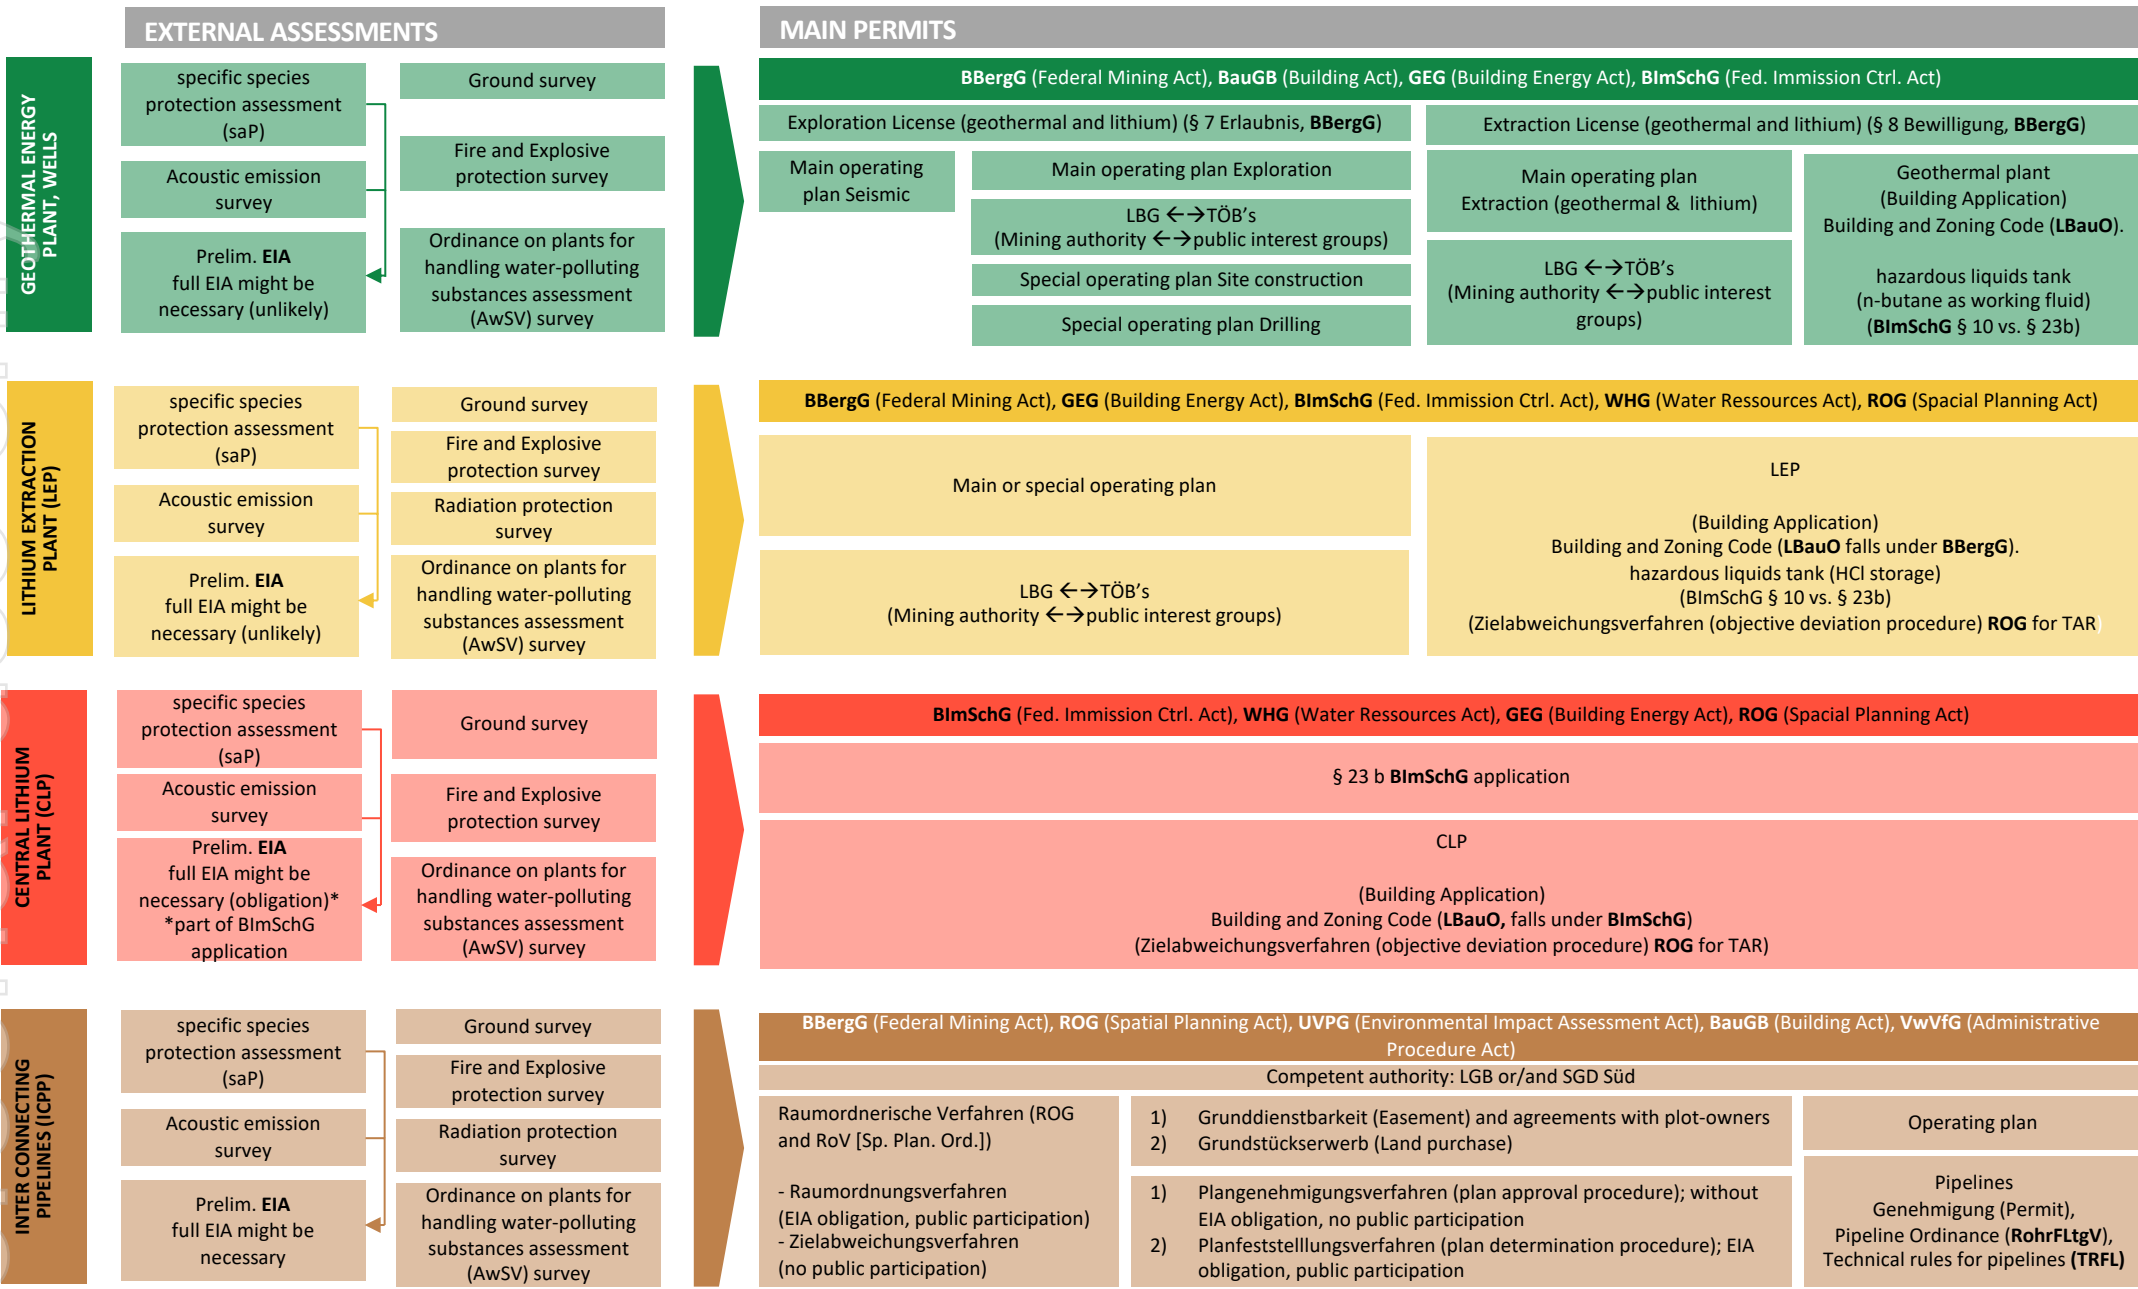 EXTERNAL ASSESSMENTS
MAIN PERMITS
GEOTHERMAL ENERGY
PLANT, WELLS
specific species
protection assessment
(saP)
Acoustic emission
survey
Prelim. EIA
full EIA might be
necessary (unlikely)
Ground survey
Fire and Explosive
protection survey
Ordinance on plants for
handling water-polluting
substances assessment
(AwSV) survey
BBergG (Federal Mining Act), BauGB (Building Act), GEG (Building Energy Act), BImSchG (Fed. Immission Ctrl. Act)
Exploration License (geothermal and lithium) (§ 7 Erlaubnis, BBergG)
Main operating
plan Seismic
Main operating plan Exploration
LBG ←→TÖB's
(Mining authority ←→public interest groups)
Special operating plan Site construction
Special operating plan Drilling
Extraction License (geothermal and lithium) (§ 8 Bewilligung, BBergG)
Main operating plan
Extraction (geothermal & lithium)
LBG ←→TÖB's
(Mining authority ←→public interest
groups)
Geothermal plant
(Building Application)
Building and Zoning Code (LBauO).
hazardous liquids tank
(n-butane as working fluid)
(BImSchG § 10 vs. § 23b)
LITHIUM EXTRACTION
PLANT (LEP)
specific species
protection assessment
(saP)
Acoustic emission
survey
Prelim. EIA
full EIA might be
necessary (unlikely)
Ground survey
Fire and Explosive
protection survey
Radiation protection
survey
Ordinance on plants for
handling water-polluting
substances assessment
(AwSV) survey
BBergG (Federal Mining Act), GEG (Building Energy Act), BImSchG (Fed. Immission Ctrl. Act), WHG (Water Ressources Act), ROG (Spacial Planning Act)
Main or special operating plan
LBG ←→TÖB's
(Mining authority ←→public interest groups)
LEP
(Building Application)
Building and Zoning Code (LBauO falls under BBergG).
hazardous liquids tank (HCl storage)
(BImSchG § 10 vs. § 23b)
(Zielabweichungsverfahren (objective deviation procedure) ROG for TAR)
CENTRAL LITHIUM
PLANT (CLP)
specific species
protection assessment
(saP)
Acoustic emission
survey
Prelim. EIA
full EIA might be
necessary (obligation)*
*part of BImSchG
application
Ground survey
Fire and Explosive
protection survey
Ordinance on plants for
handling water-polluting
substances assessment
(AwSV) survey
BImSchG (Fed. Immission Ctrl. Act), WHG (Water Ressources Act), GEG (Building Energy Act), ROG (Spacial Planning Act)
§ 23 b BImSchG application
CLP
(Building Application)
Building and Zoning Code (LBauO, falls under BImSchG)
(Zielabweichungsverfahren (objective deviation procedure) ROG for TAR)
INTER CONNECTING
PIPELINES (ICPP)
specific species
protection assessment
(saP)
Acoustic emission
survey
Prelim. EIA
full EIA might be
necessary
Ground survey
Fire and Explosive
protection survey
Radiation protection
survey
Ordinance on plants for
handling water-polluting
substances assessment
(AwSV) survey
BBergG (Federal Mining Act), ROG (Spatial Planning Act), UVPG (Environmental Impact Assessment Act), BauGB (Building Act), VwVfG (Administrative
Procedure Act)
Competent authority: LGB or/and SGD Süd
Raumordnerische Verfahren (ROG
and RoV [Sp. Plan. Ord.])
- Raumordnungsverfahren
(EIA obligation, public participation)
- Zielabweichungsverfahren
(no public participation)
1) Grunddienstbarkeit (Easement) and agreements with plot-owners
2) Grundstückserwerb (Land purchase)
1) Plangenehmigungsverfahren (plan approval procedure); without
EIA obligation, no public participation
2) Planfeststelllungsverfahren (plan determination procedure); EIA
obligation, public participation
Operating plan
Pipelines
Genehmigung (Permit),
Pipeline Ordinance (RohrFLtgV),
Technical rules for pipelines (TRFL)